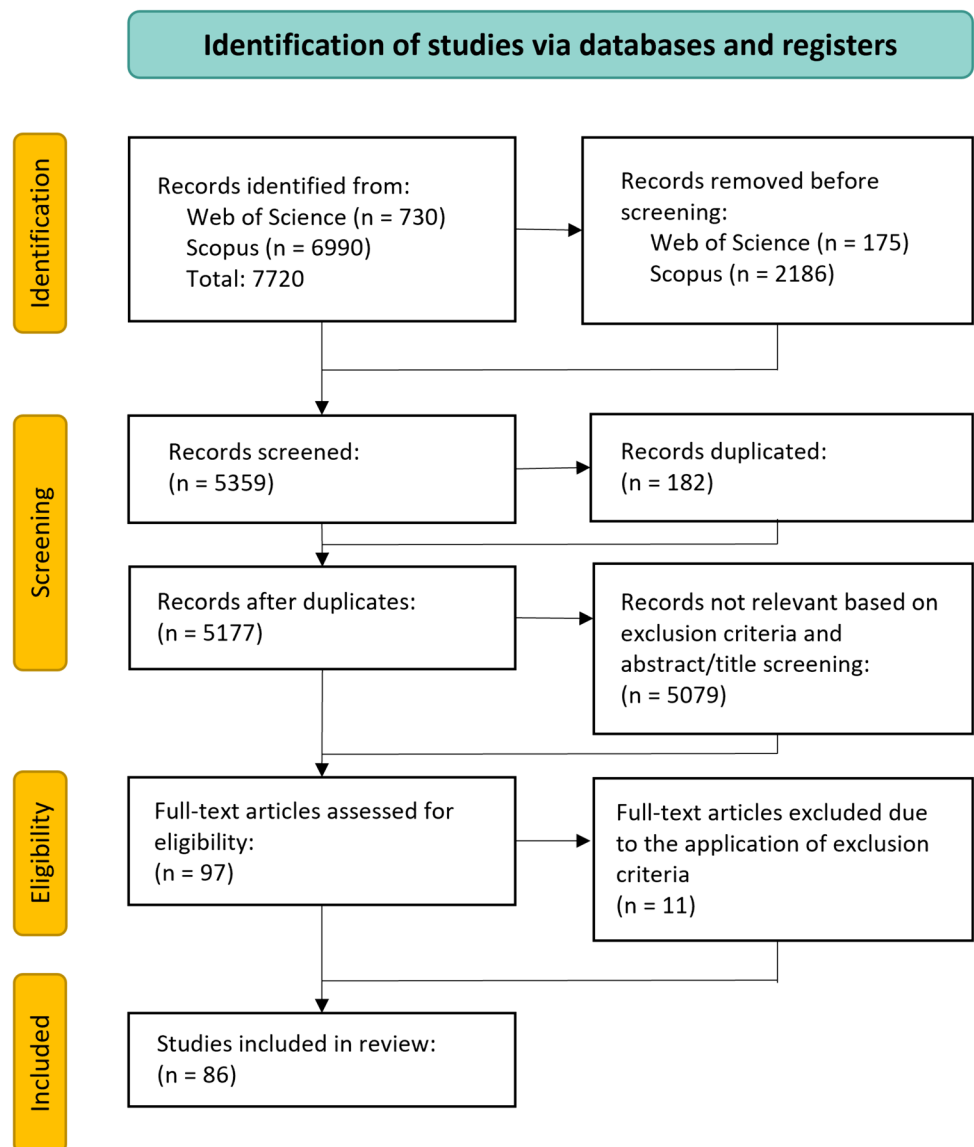 Identification of studies via databases and registers
Identification
Records identified from:
Web of Science (n = 730)
Scopus (n = 6990)
Total: 7720
Records removed before
screening:
Web of Science (n = 175)
Scopus (n = 2186)
Screening
Records screened:
(n = 5359)
Records duplicated:
(n = 182)
Records after duplicates:
(n = 5177)
Records not relevant based on
exclusion criteria and
abstract/title screening:
(n = 5079)
Eligibility
Full-text articles assessed for
eligibility:
(n = 97)
Full-text articles excluded due
to the application of exclusion
criteria
(n = 11)
Included
Studies included in review:
(n = 86)